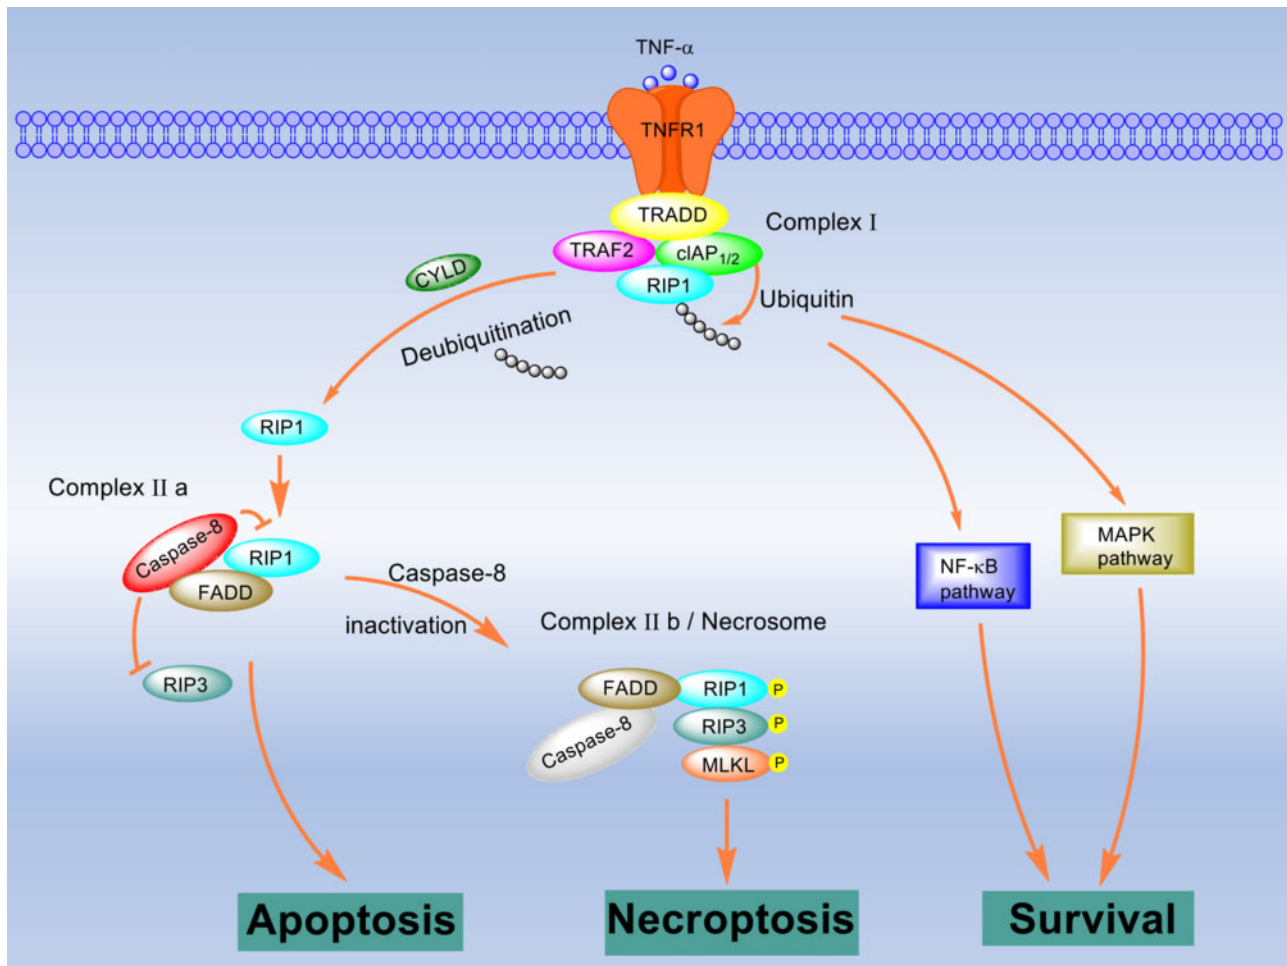 TNF-α
TNFR1
TRADD
Complex I
TRAF2
cIAP1/2
CYLD
RIP1
Ubiquitin
Deubiquitination
RIP1
Complex II a
Caspase-8
RIP1
FADD
Caspase-8
inactivation
RIP3
Complex II b / Necrosome
FADD
RIP1
P
RIP3
P
Caspase-8
MLKL
P
NF-κB
pathway
MAPK
pathway
Apoptosis
Necroptosis
Survival